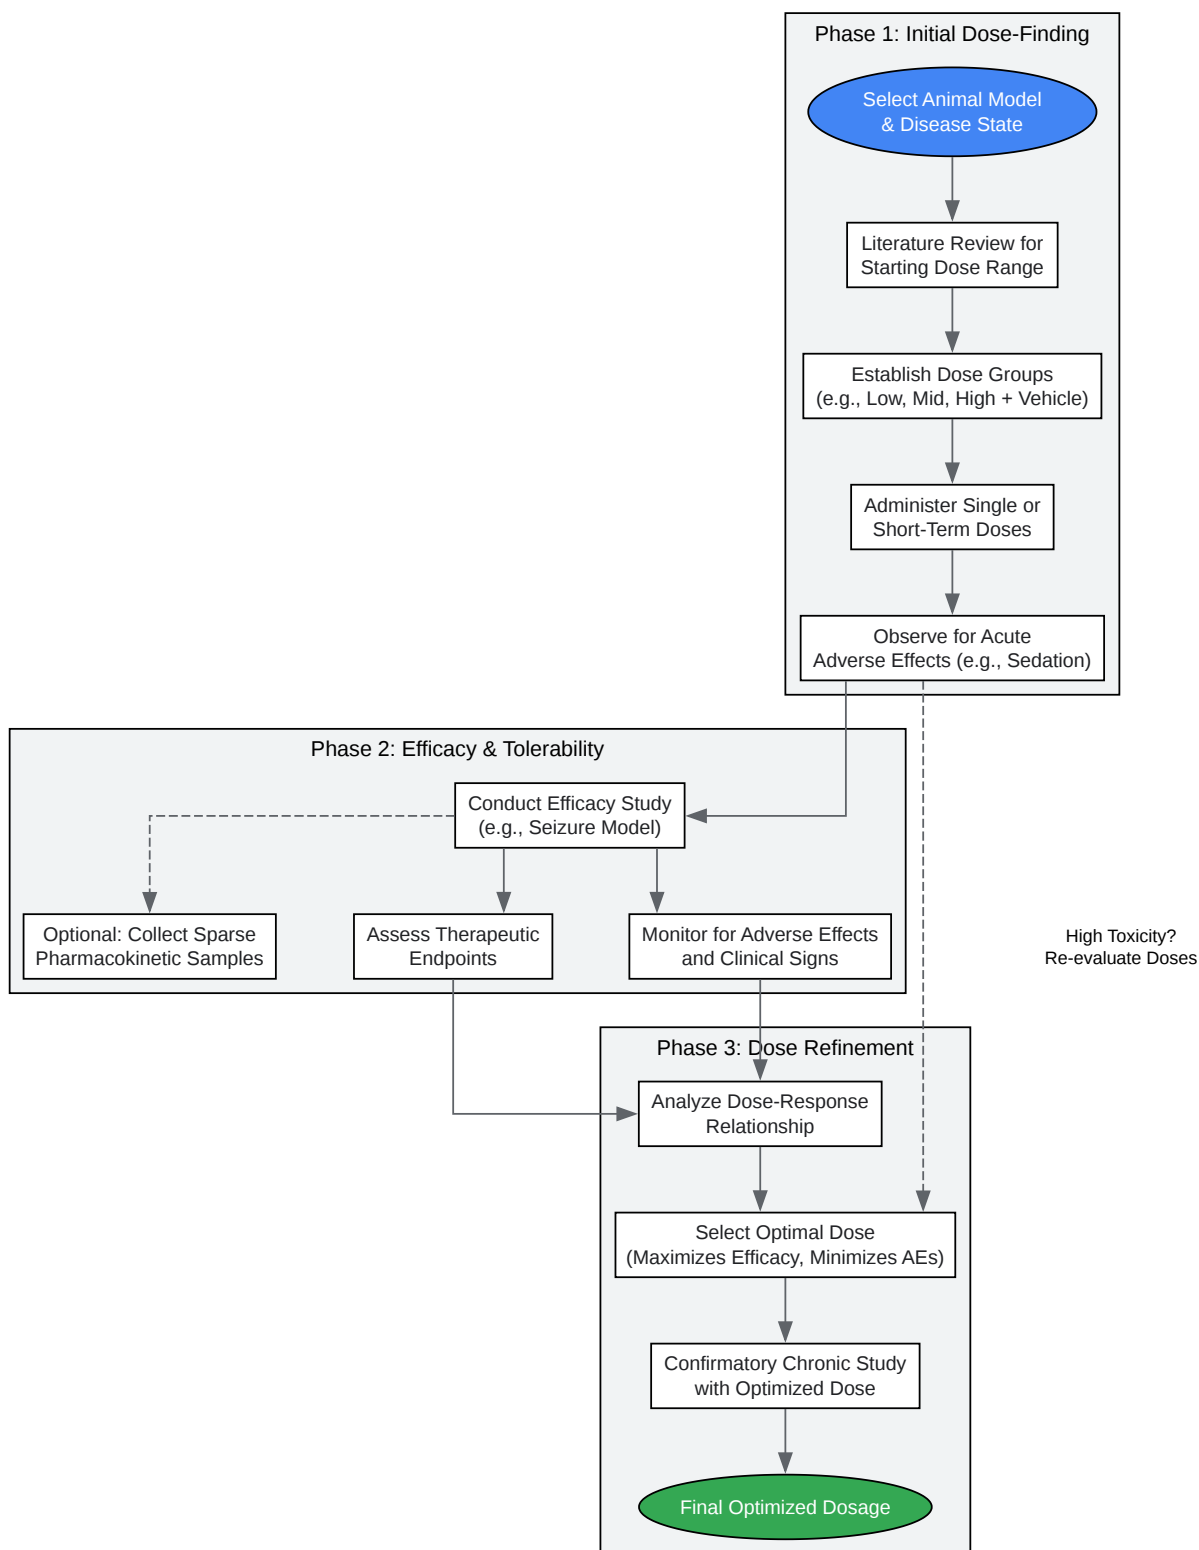 Phase 1: Initial Dose-Finding
Select Animal Model
& Disease State
Literature Review for
Starting Dose Range
Establish Dose Groups
(e.g., Low, Mid, High + Vehicle)
Administer Single or
Short-Term Doses
Observe for Acute
Adverse Effects (e.g., Sedation)
Phase 2: Efficacy & Tolerability
Conduct Efficacy Study
(e.g., Seizure Model)
Optional: Collect Sparse
Pharmacokinetic Samples
Assess Therapeutic
Endpoints
Monitor for Adverse Effects
and Clinical Signs
High Toxicity?
Re-evaluate Doses
Phase 3: Dose Refinement
Analyze Dose-Response
Relationship
Select Optimal Dose
(Maximizes Efficacy, Minimizes AEs)
Confirmatory Chronic Study
with Optimized Dose
Final Optimized Dosage